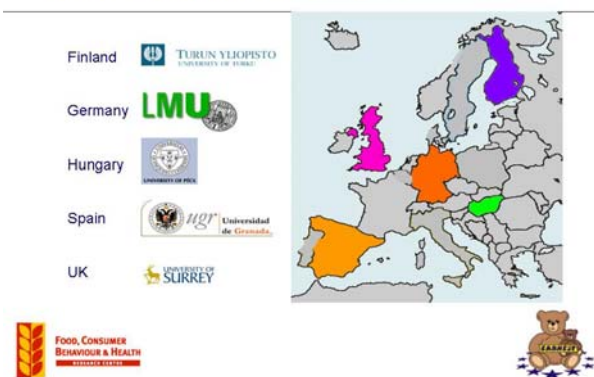 Finland
TURUN YLIOPISTO
UNIVERSITY OF TURKU
Germany
LMU
Hungary
UNIVERSITY OF PÉCS
Spain
ugr Universidad
de Granada
UK
UNIVERSITY OF
SURREY
FOOD, CONSUMER
BEHAVIOUR & HEALTH
RESEARCH CENTRE